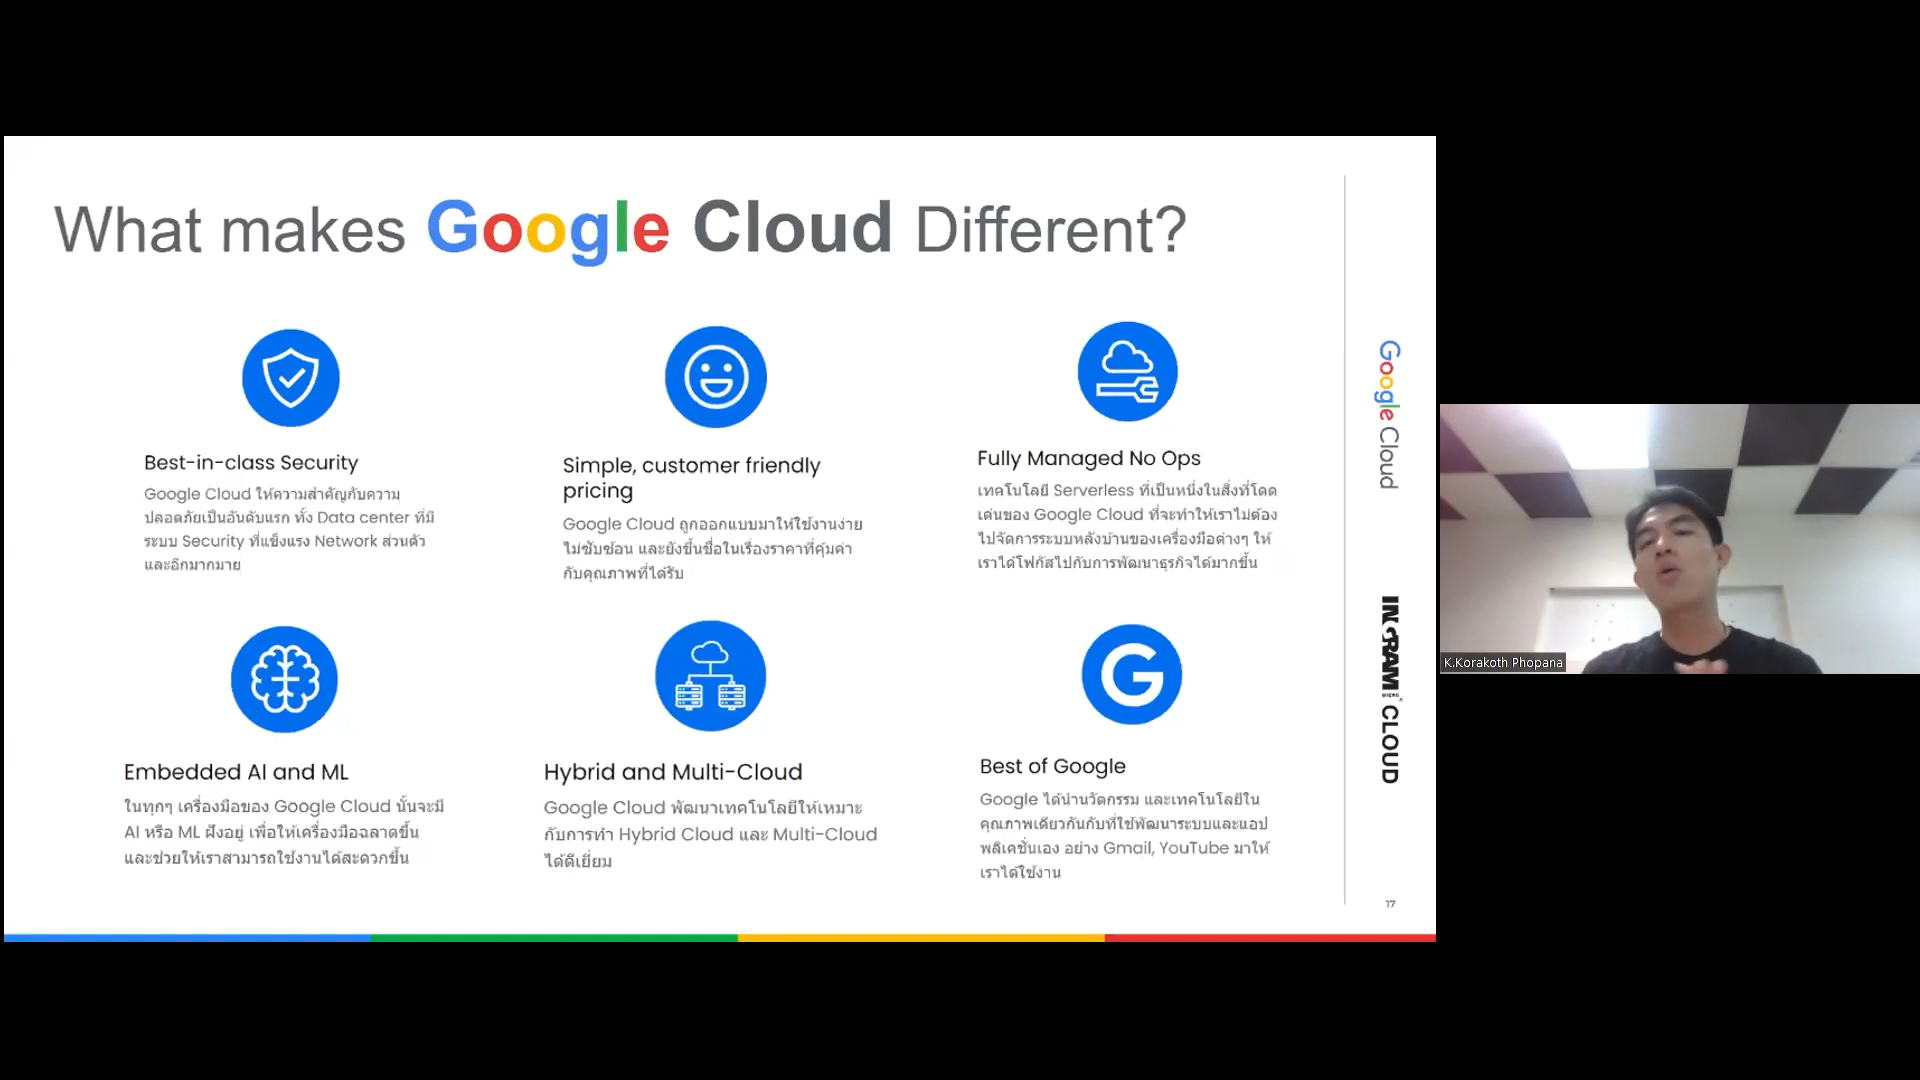 What makes Google Cloud Different?
Best-in-class Security
Google Cloud ให้ความสำคัญกับความ
ปลอดภัยเป็นอันดับแรก ทั้ง Data center ที่มี
ระบบ Security ที่แข็งแรง Network ส่วนตัว
และอีกมากมาย
Simple, customer friendly
pricing
Google Cloud ถูกออกแบบมาให้ใช้งานง่าย
ไม่ซับซ้อน และยังขึ้นชื่อในเรื่องราคาที่คุ้มค่า
กับคุณภาพที่ได้รับ
Fully Managed No Ops
เทคโนโลยี Serverless ที่เป็นหนึ่งในสิ่งที่โดด
เด่นของ Google Cloud ที่จะทำให้เราไม่ต้อง
ไปจัดการระบบหลังบ้านของเครื่องมือต่างๆ ให้
เราได้โฟกัสไปกับการพัฒนาธุรกิจได้มากขึ้น
Embedded AI and ML
ในทุกๆ เครื่องมือของ Google Cloud นั้นจะมี
AI หรือ ML ฝังอยู่ เพื่อให้เครื่องมือฉลาดขึ้น
และช่วยให้เราสามารถใช้งานได้สะดวกขึ้น
Hybrid and Multi-Cloud
Google Cloud พัฒนาเทคโนโลยีให้เหมาะ
กับการทำ Hybrid Cloud และ Multi-Cloud
ได้ดีเยี่ยม
G
Best of Google
Google ได้นำนวัตกรรม และเทคโนโลยีใน
คุณภาพเดียวกันกับที่ใช้พัฒนาระบบและแอป
พลิเคชั่นเอง อย่าง Gmail, YouTube มาให้
เราได้ใช้งาน
Google Cloud
INGRAM MICRO CLOUD
17
K.Korakoth Phopana